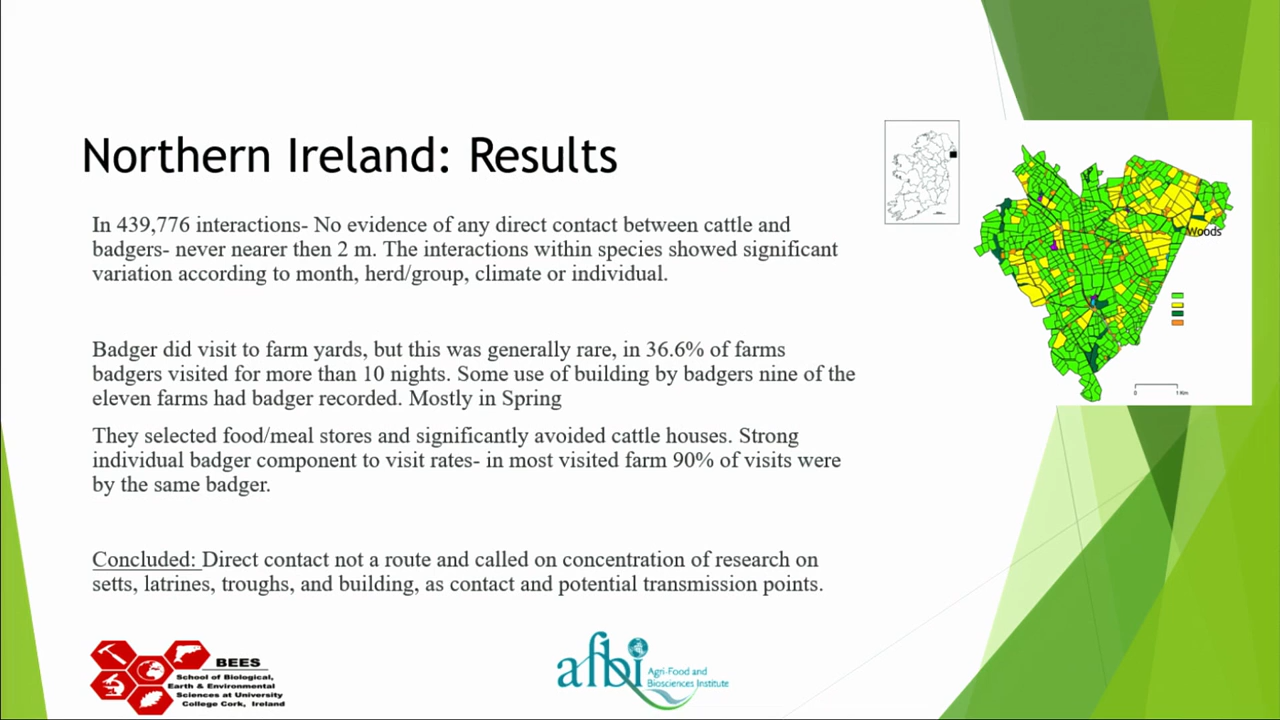 Northern Ireland: Results
In 439,776 interactions- No evidence of any direct contact between cattle and
badgers- never nearer then 2 m. The interactions within species showed significant
variation according to month, herd/group, climate or individual.
Badger did visit to farm yards, but this was generally rare, in 36.6% of farms
badgers visited for more than 10 nights. Some use of building by badgers nine of the
eleven farms had badger recorded. Mostly in Spring
They selected food/meal stores and significantly avoided cattle houses. Strong
individual badger component to visit rates- in most visited farm 90% of visits were
by the same badger.
Concluded: Direct contact not a route and called on concentration of research on
setts, latrines, troughs, and building, as contact and potential transmission points.
Woods
0 1 Km
BEES
School of Biological,
Earth & Environmental
Sciences at University
College Cork, Ireland
afbi
Agri-Food and
Biosciences Institute